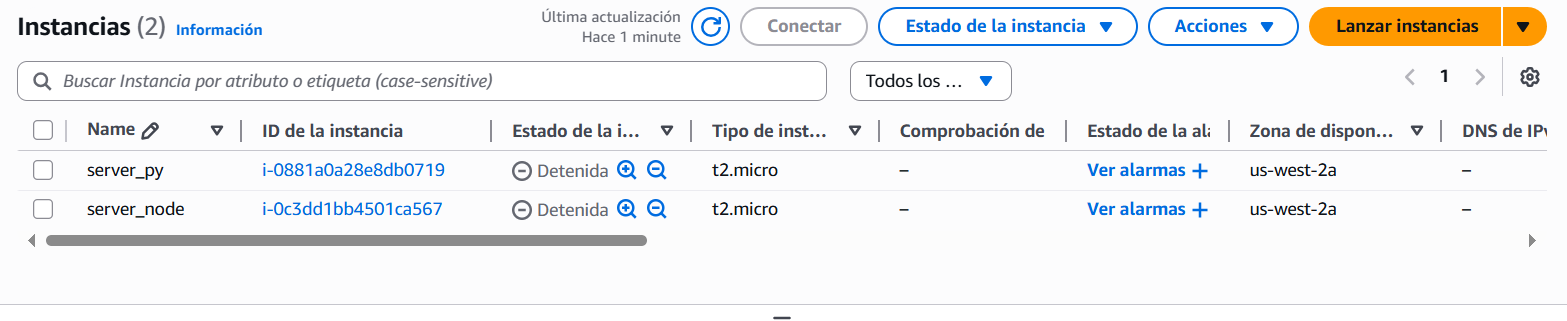 Instancias (2) Información
Última actualización
Hace 1 minute
Conectar
Estado de la instancia
Acciones
Lanzar instancias
Buscar Instancia por atributo o etiqueta (case-sensitive)
Todos los ...
1
Name ID de la instancia Estado de la i... Tipo de inst... Comprobación de Estado de la ala Zona de dispon... DNS de IPv
server_py i-0881a0a28e8db0719 Detenida t2.micro – Ver alarmas + us-west-2a –
server_node i-0c3dd1bb4501ca567 Detenida t2.micro – Ver alarmas + us-west-2a –